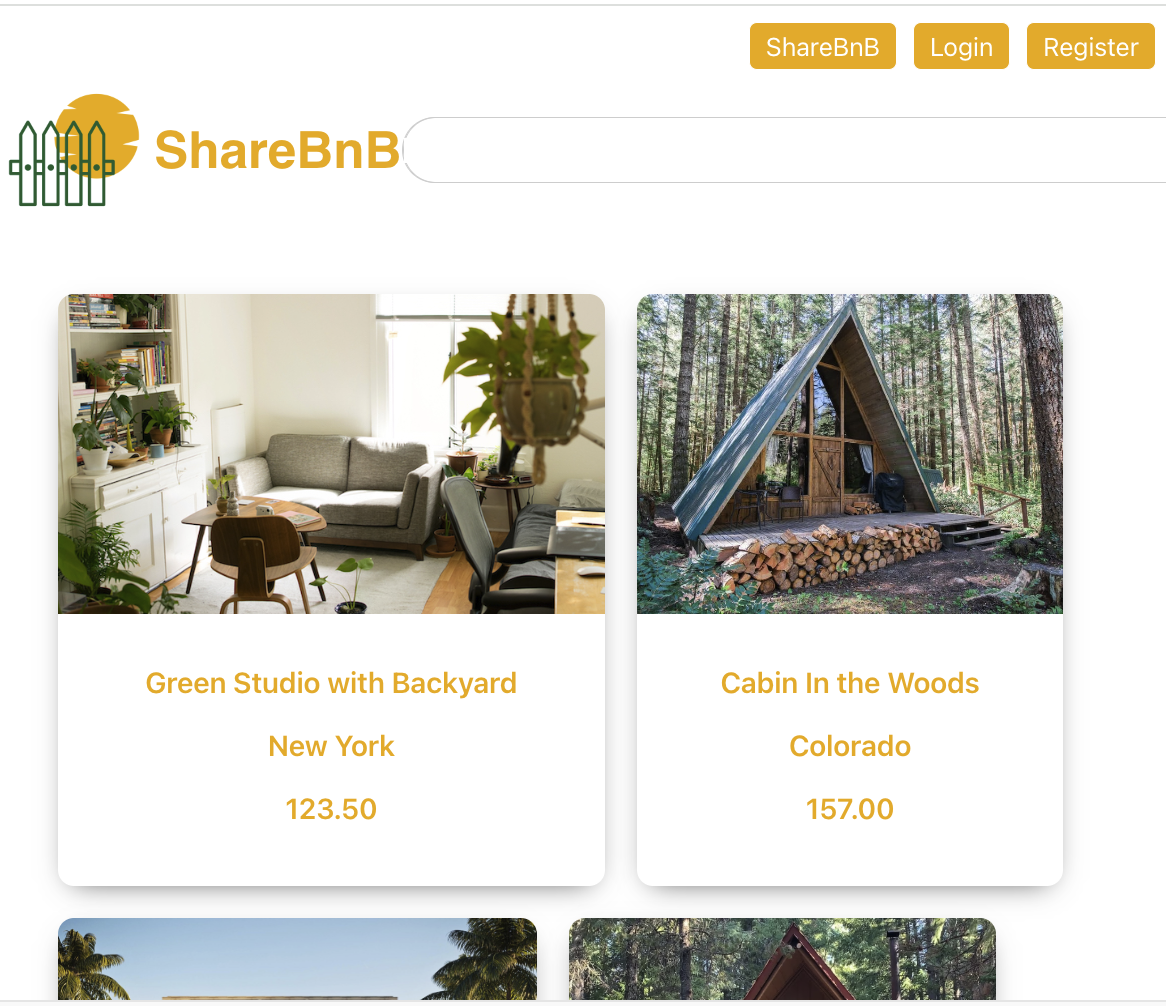 ShareBnB Login Register
ShareBnB
Green Studio with Backyard
New York
123.50
Cabin In the Woods
Colorado
157.00